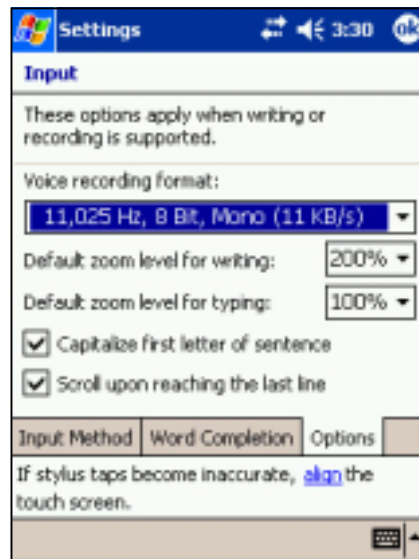 Settings 3:30 ok
Input
These options apply when writing or
recording is supported.
Voice recording format:
11,025 Hz, 8 Bit, Mono (11 KB/s)
Default zoom level for writing: 200%
Default zoom level for typing: 100%
Capitalize first letter of sentence
Scroll upon reaching the last line
Input Method Word Completion Options
If stylus taps become inaccurate, align the
touch screen.